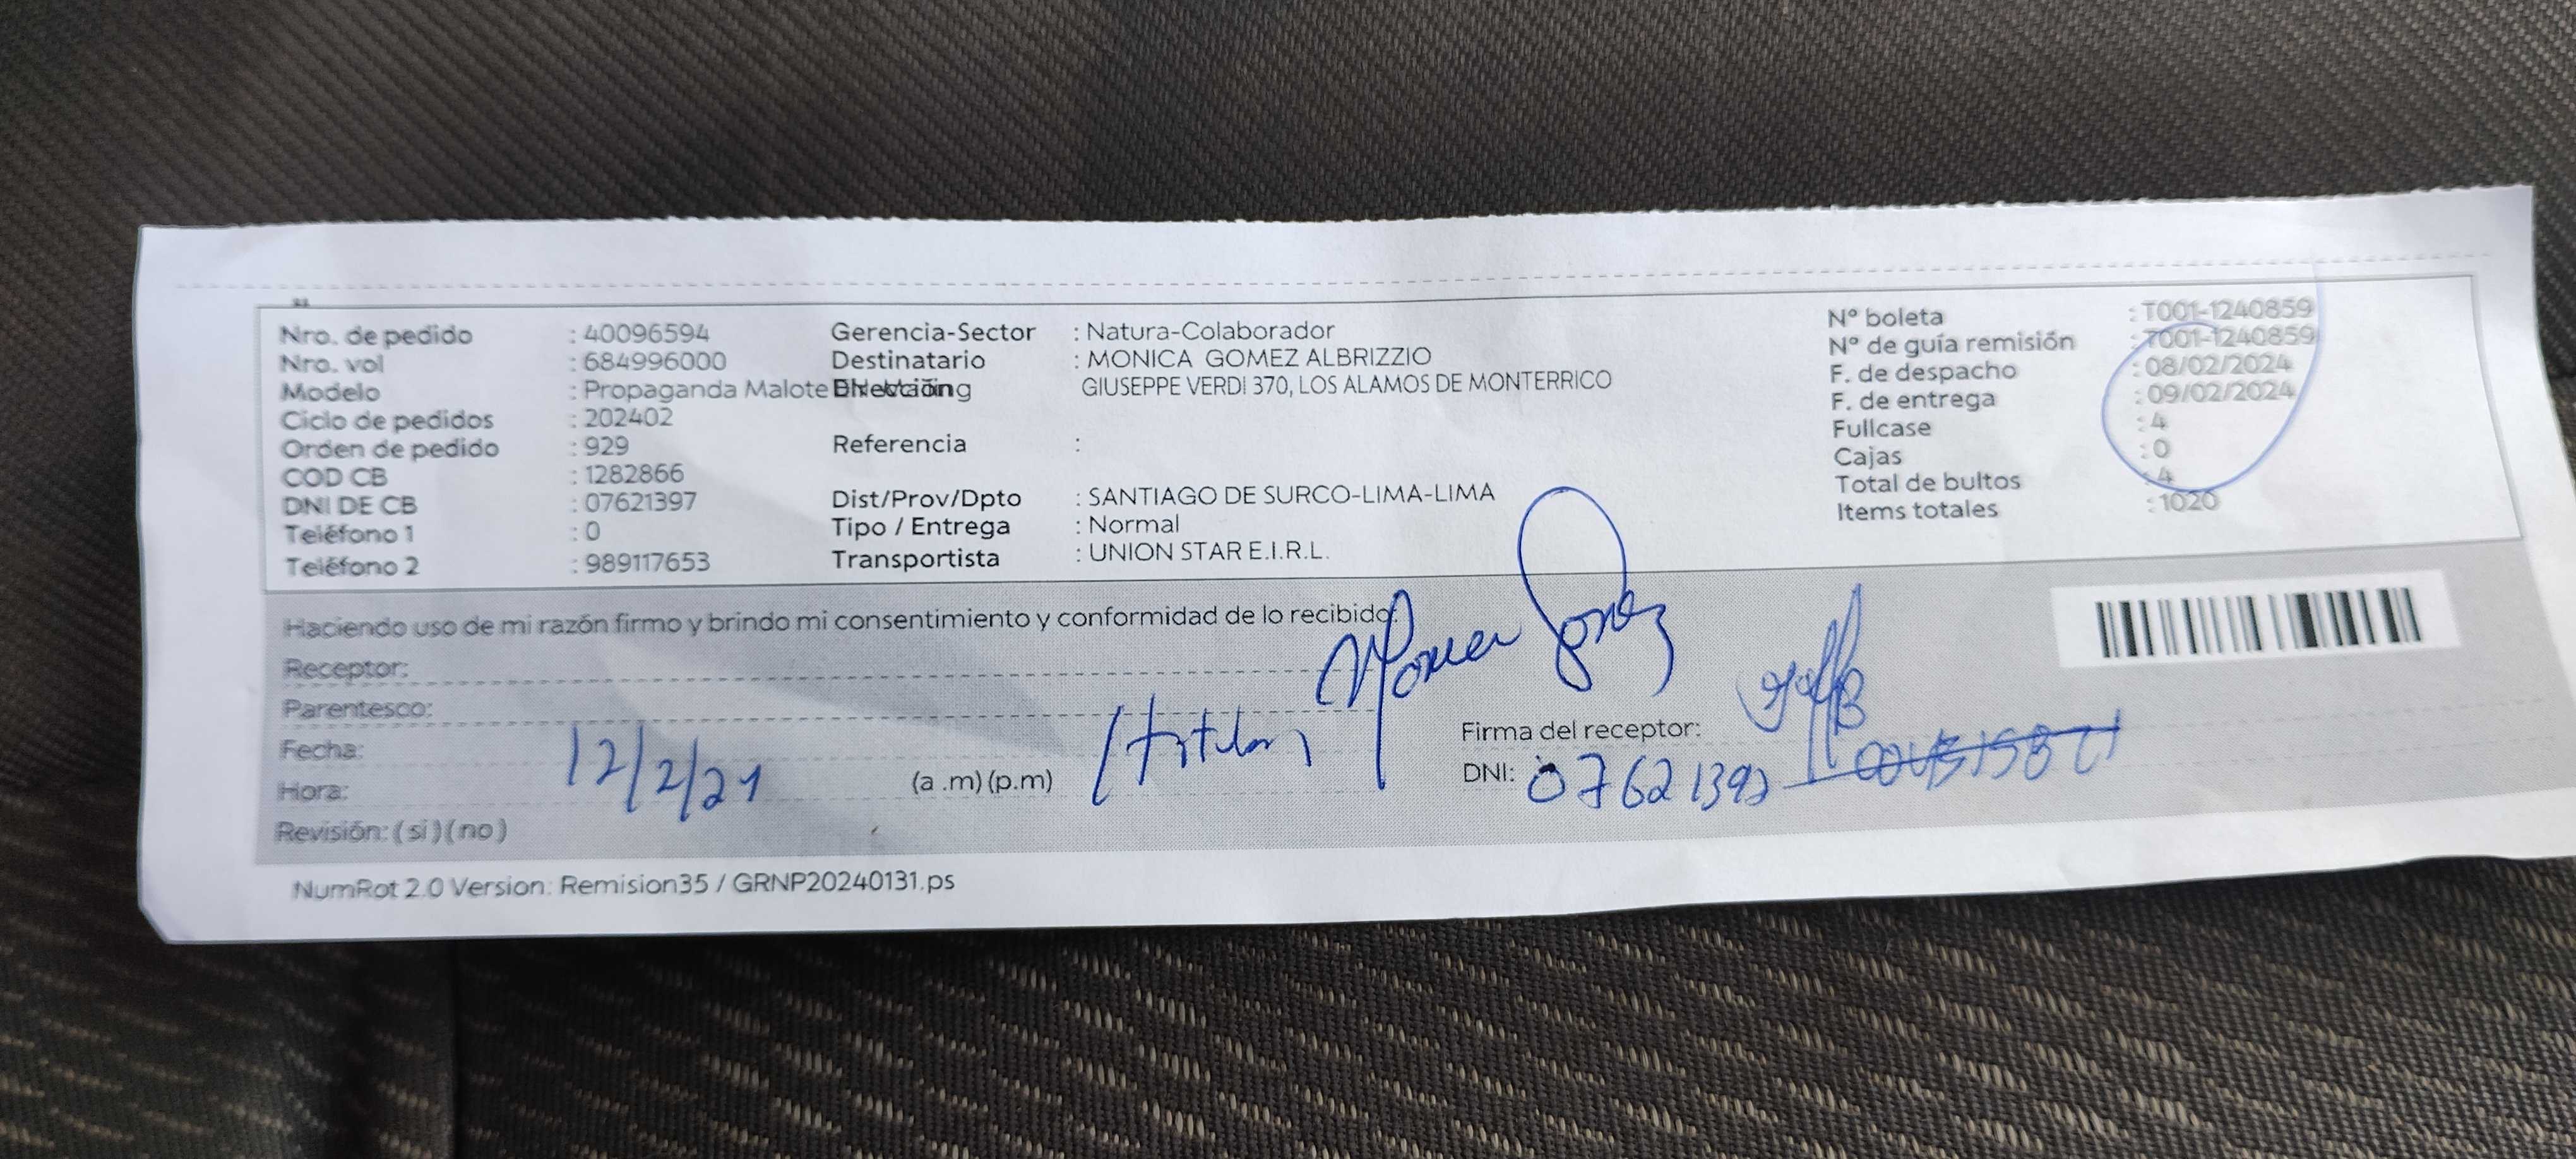 Nro. de pedido : 40096594 Gerencia-Sector : Natura-Colaborador Nº boleta : T001-1240859
Nro. vol : 684996000 Destinatario : MONICA GOMEZ ALBRIZZIO Nº de guía remisión : T001-1240859
Modelo : Propaganda Malote Dirección GIUSEPPE VERDI 370, LOS ALAMOS DE MONTERRICO F. de despacho : 08/02/2024
Ciclo de pedidos : 202402 F. de entrega : 09/02/2024
Orden de pedido : 929 Referencia : Fullcase : 4
COD CB : 1282866 Cajas : 0
DNI DE CB : 07621397 Dist/Prov/Dpto : SANTIAGO DE SURCO-LIMA-LIMA Total de bultos : 4
Teléfono 1 : 0 Tipo / Entrega : Normal Items totales : 1020
Teléfono 2 : 989117653 Transportista : UNION STAR E.I.R.L.
Haciendo uso de mi razón firmo y brindo mi consentimiento y conformidad de lo recibido.
Receptor:
Parentesco: (titular)
Fecha: 12/2/24 Firma del receptor:
Hora: (a .m) (p.m) DNI: 07621397
Revisión: ( si ) ( no )
NumRot 2.0 Version: Remision35 / GRNP20240131.ps